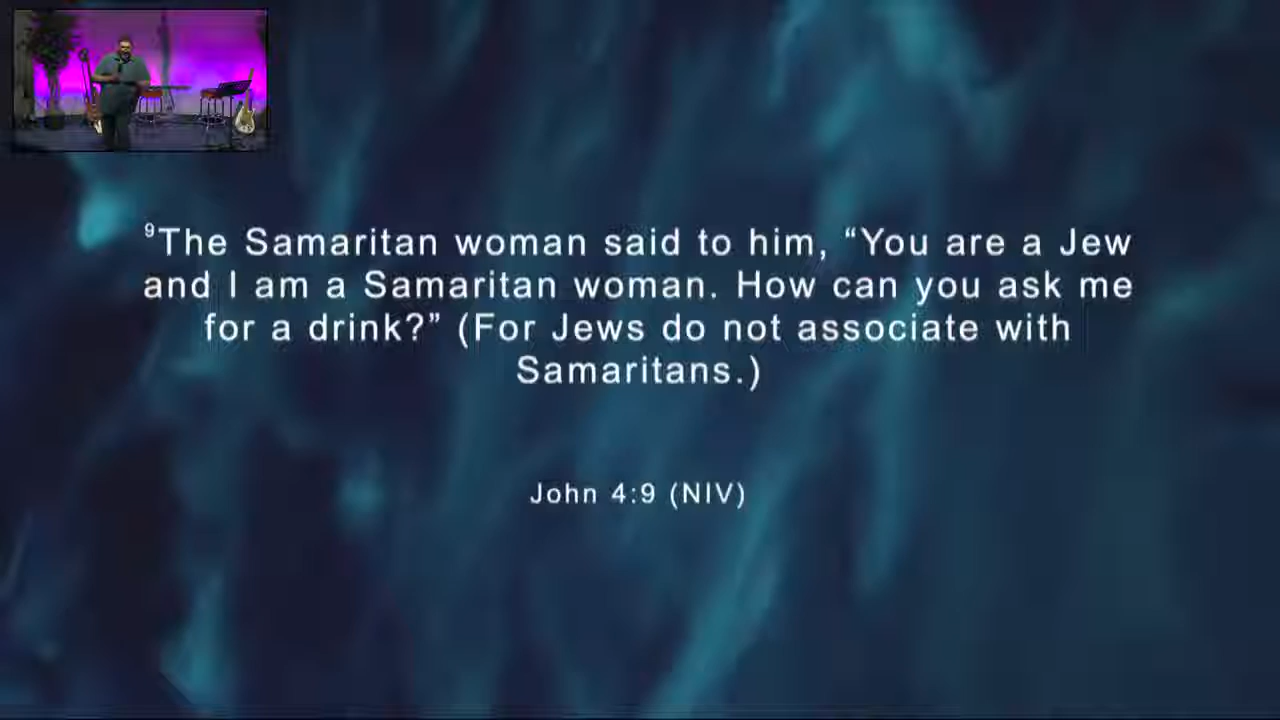 ⁹The Samaritan woman said to him, “You are a Jew
and I am a Samaritan woman. How can you ask me
for a drink?” (For Jews do not associate with
Samaritans.)
John 4:9 (NIV)